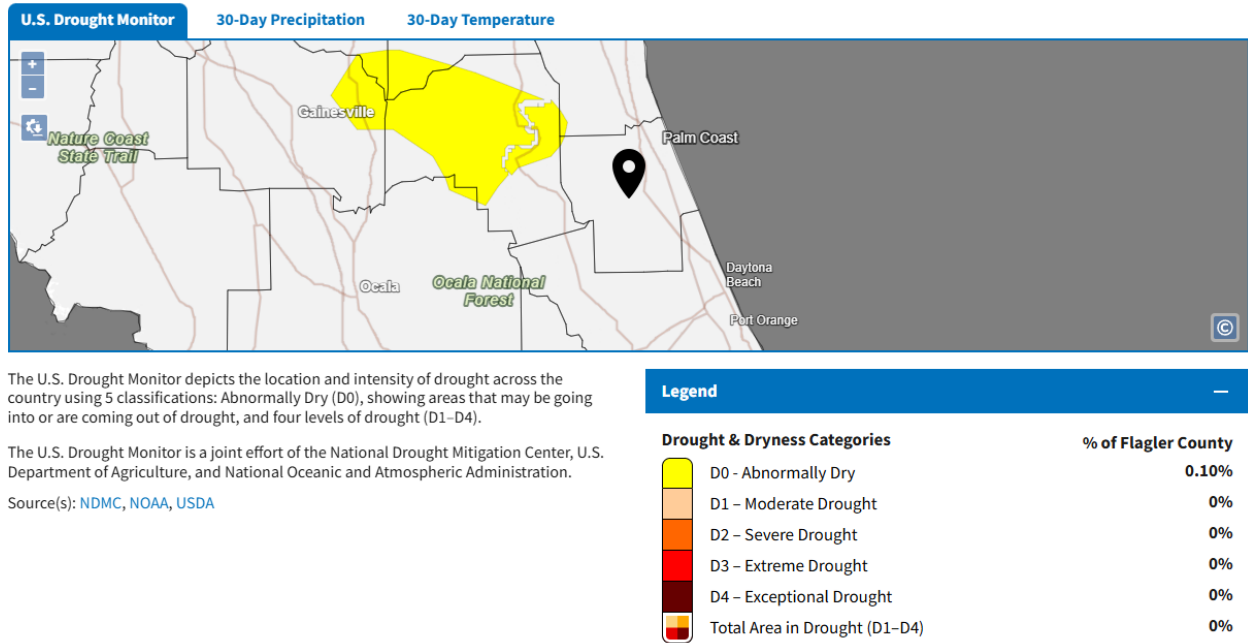 U.S. Drought Monitor
30-Day Precipitation
30-Day Temperature
+
–
Gainesville
Nature Coast
State Trail
Palm Coast
Ocala
Ocala National
Forest
Daytona
Beach
Port Orange
©
The U.S. Drought Monitor depicts the location and intensity of drought across the
country using 5 classifications: Abnormally Dry (D0), showing areas that may be going
into or are coming out of drought, and four levels of drought (D1–D4).
The U.S. Drought Monitor is a joint effort of the National Drought Mitigation Center, U.S.
Department of Agriculture, and National Oceanic and Atmospheric Administration.
Source(s): NDMC, NOAA, USDA
Legend –
Drought & Dryness Categories % of Flagler County
D0 - Abnormally Dry 0.10%
D1 – Moderate Drought 0%
D2 – Severe Drought 0%
D3 – Extreme Drought 0%
D4 – Exceptional Drought 0%
Total Area in Drought (D1–D4) 0%